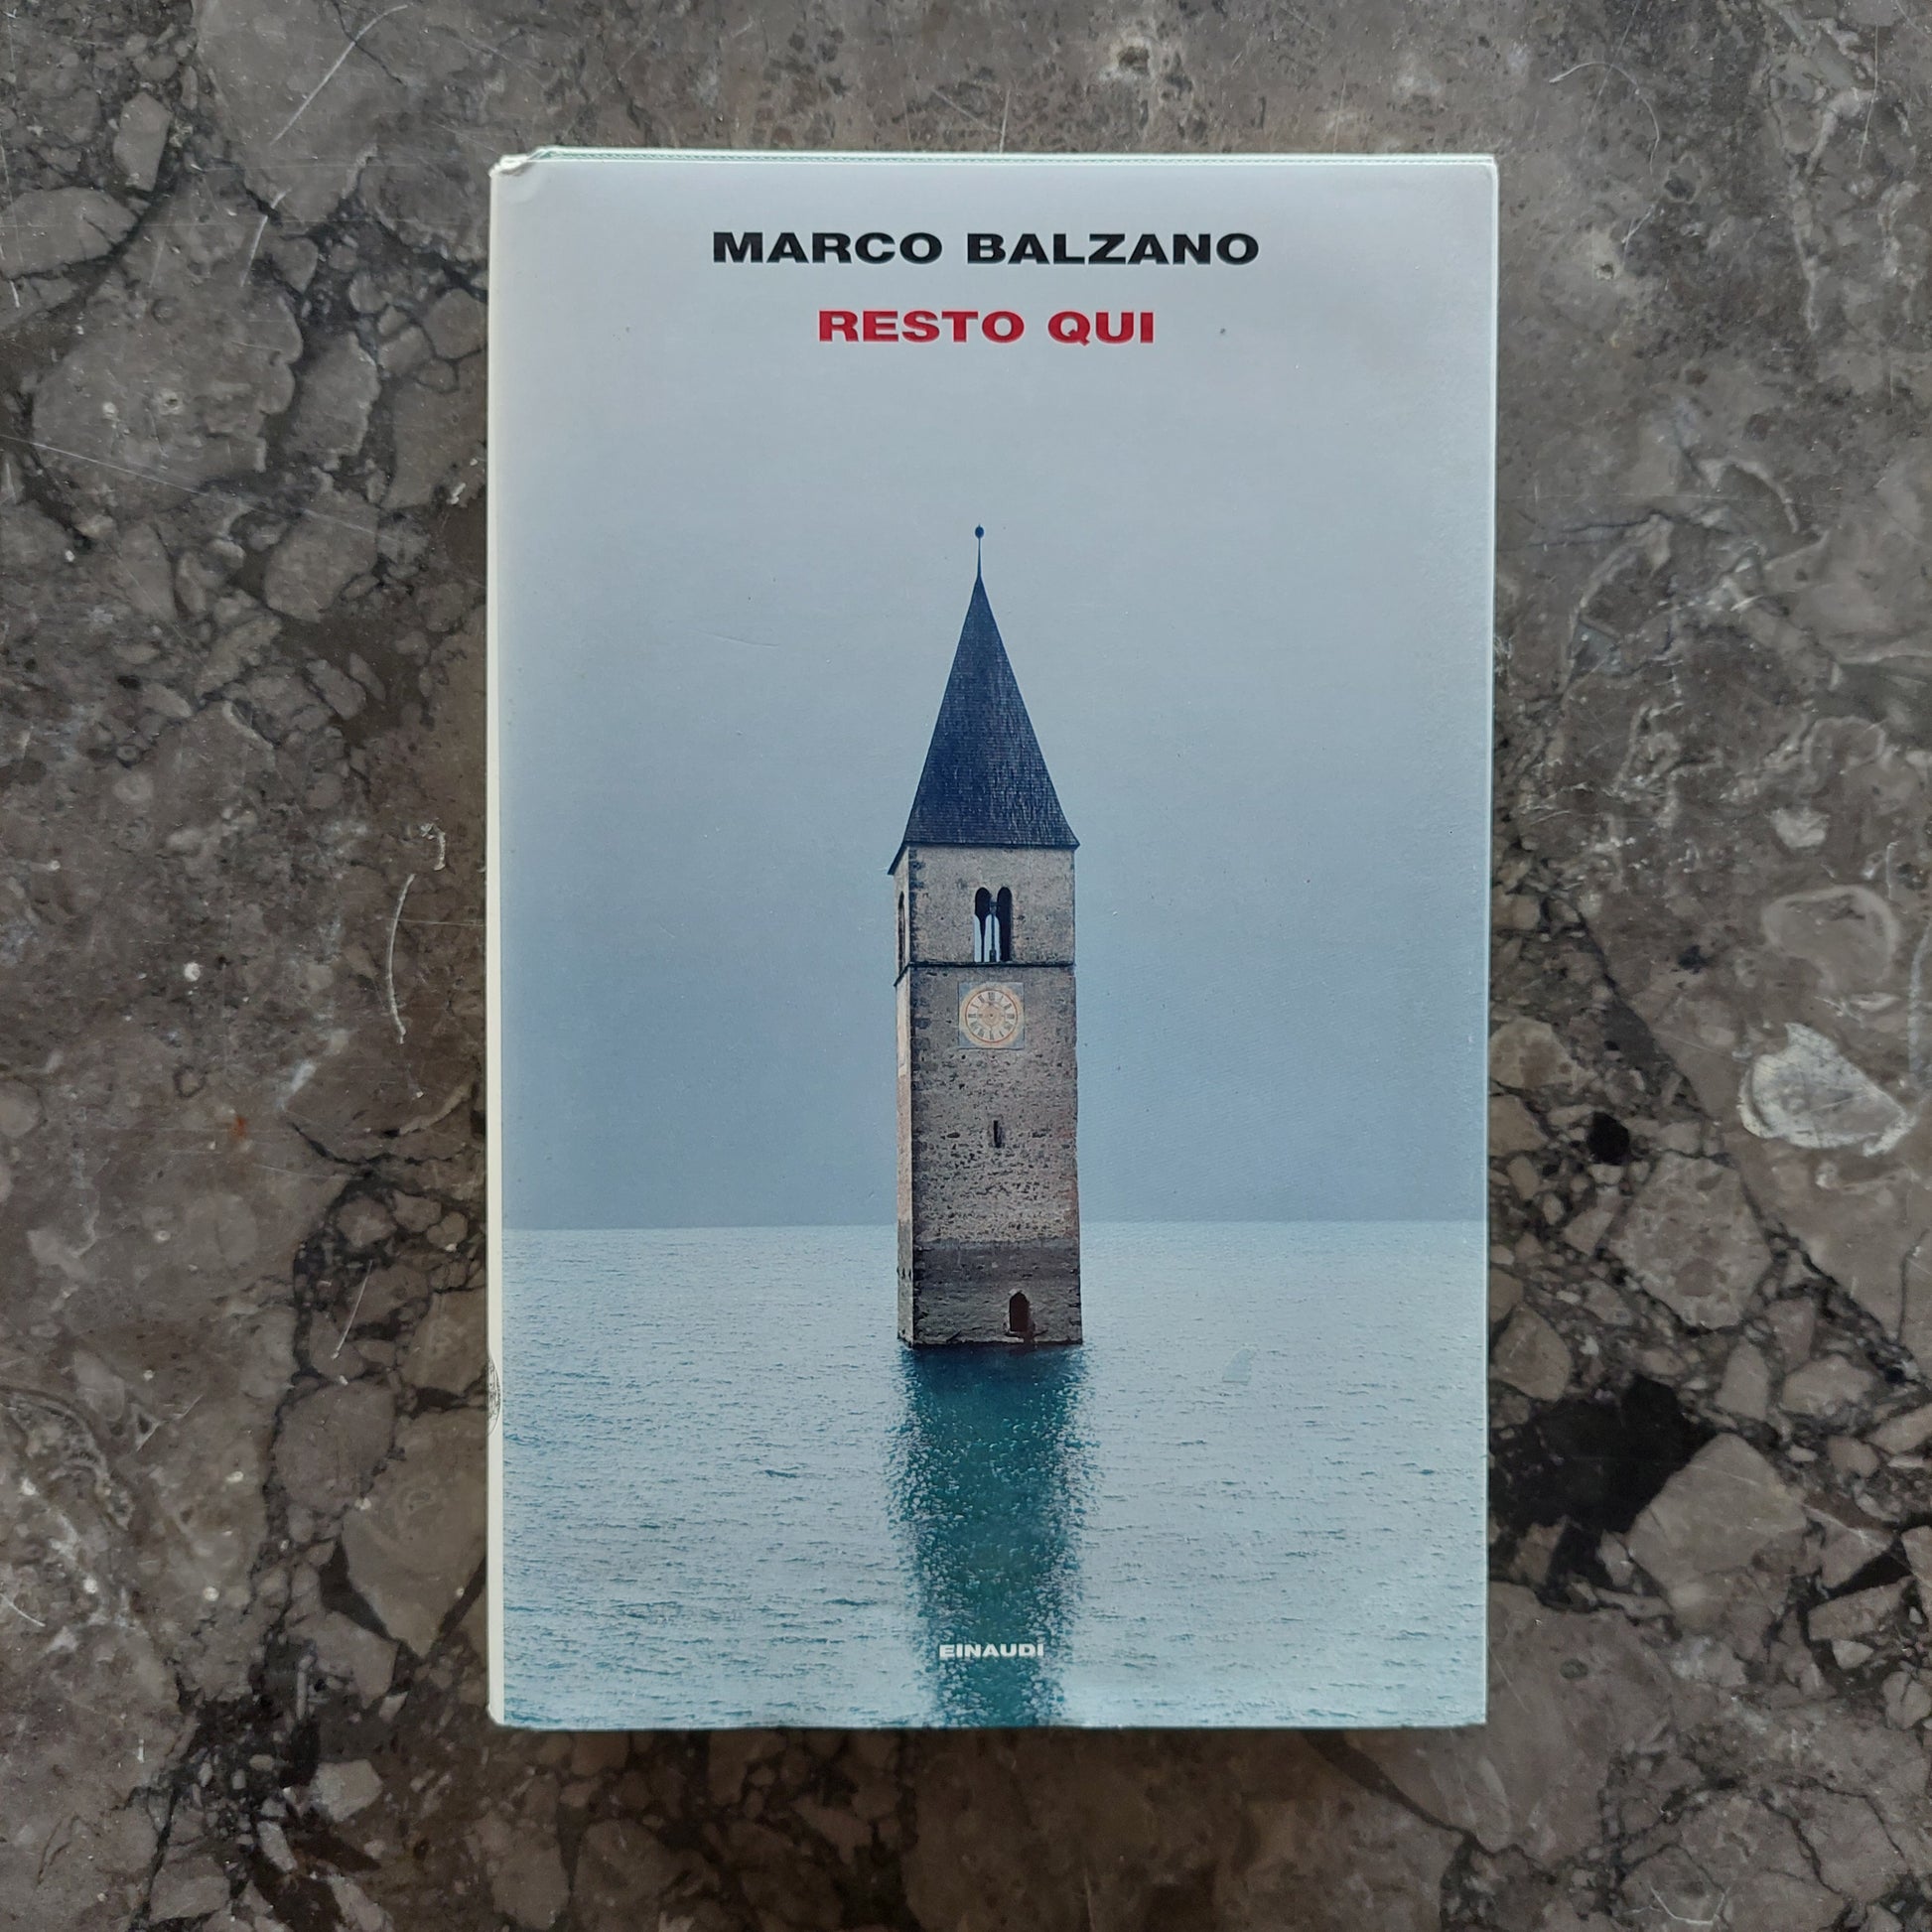 MARCO BALZANO
RESTO QUI
EINAUDI